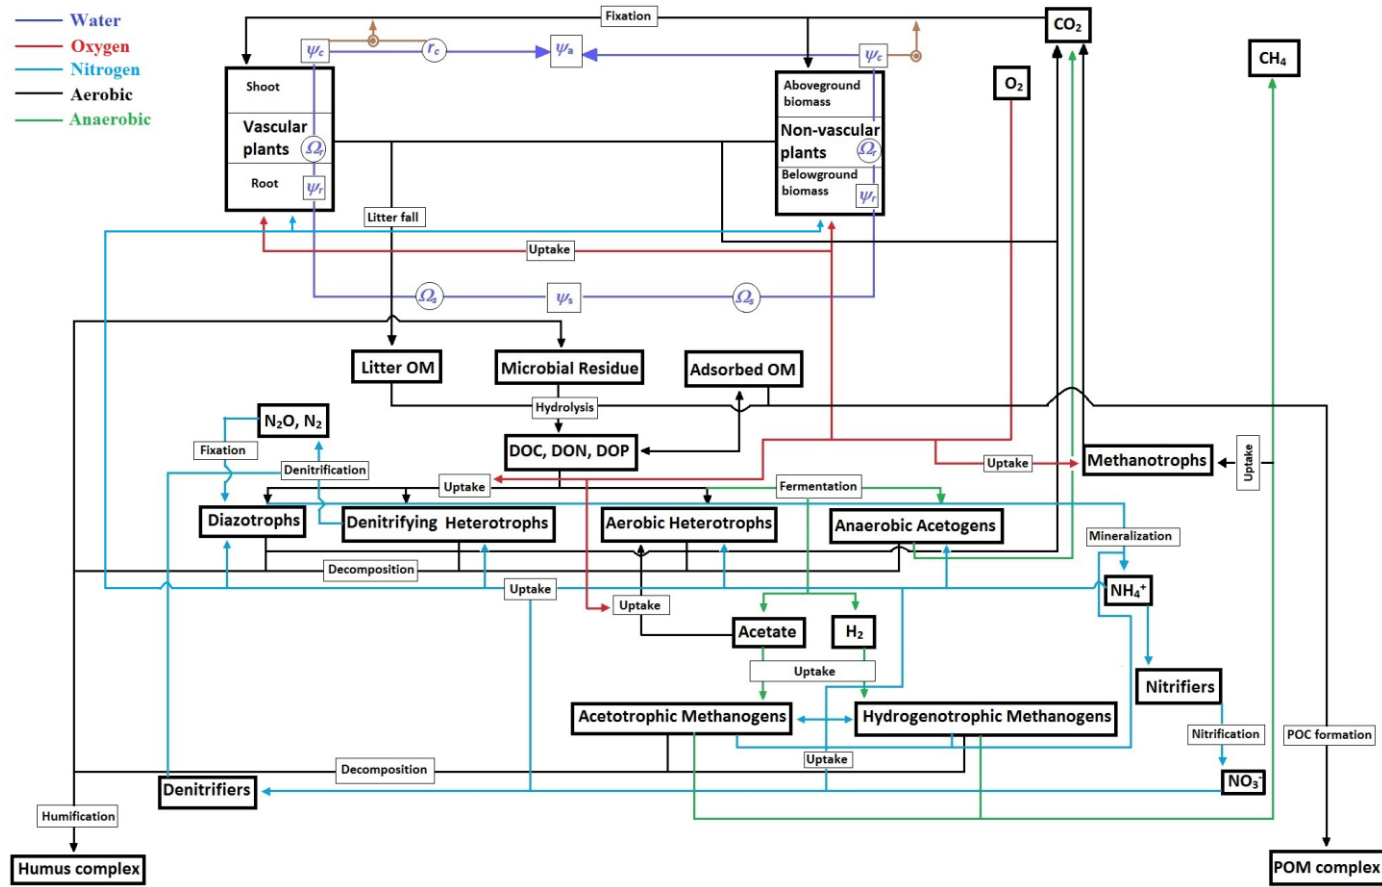 Water
Oxygen
Nitrogen
Aerobic
Anaerobic
Fixation
CO₂
CH₄
O₂
ψc
rc
ψa
ψc
Shoot
Vascular
plants
Ωr
Root
ψr
Aboveground
biomass
Non-vascular
plants
Ωr
Belowground
biomass
ψr
Litter fall
Uptake
Ωs
ψs
Ωs
Litter OM
Microbial Residue
Adsorbed OM
N₂O, N₂
Hydrolysis
Fixation
Denitrification
DOC, DON, DOP
Uptake
Methanotrophs
Uptake
Uptake
Fermentation
Diazotrophs
Denitrifying Heterotrophs
Aerobic Heterotrophs
Anaerobic Acetogens
Mineralization
Decomposition
Uptake
Uptake
NH₄⁺
Acetate
H₂
Uptake
Nitrifiers
Acetotrophic Methanogens
Hydrogenotrophic Methanogens
Nitrification
POC formation
Decomposition
Uptake
Denitrifiers
NO₃⁻
Humification
Humus complex
POM complex